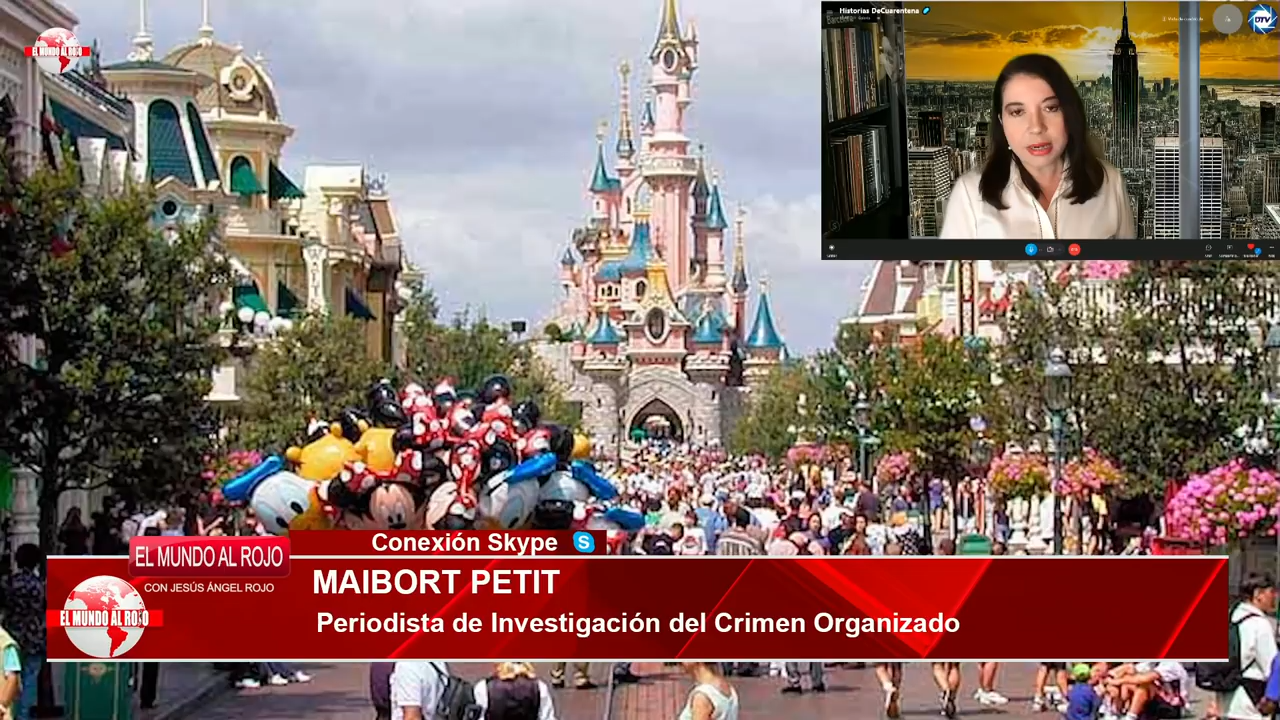 EL MUNDO AL ROJO
Historias DeCuarentena
DTV
Conexión Skype
EL MUNDO AL ROJO
CON JESÚS ÁNGEL ROJO
EL MUNDO AL ROJO
MAIBORT PETIT
Periodista de Investigación del Crimen Organizado